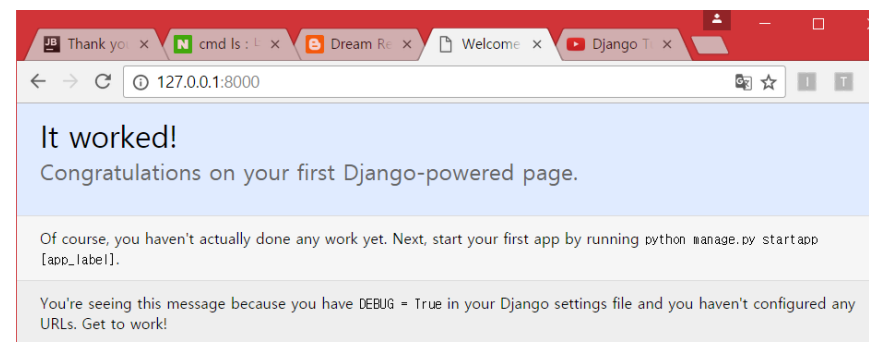 Thank yo
cmd ls : L
Dream Re
Welcome
Django T
127.0.0.1:8000
It worked!
Congratulations on your first Django-powered page.
Of course, you haven't actually done any work yet. Next, start your first app by running python manage.py startapp
[app_label].
You're seeing this message because you have DEBUG = True in your Django settings file and you haven't configured any
URLs. Get to work!